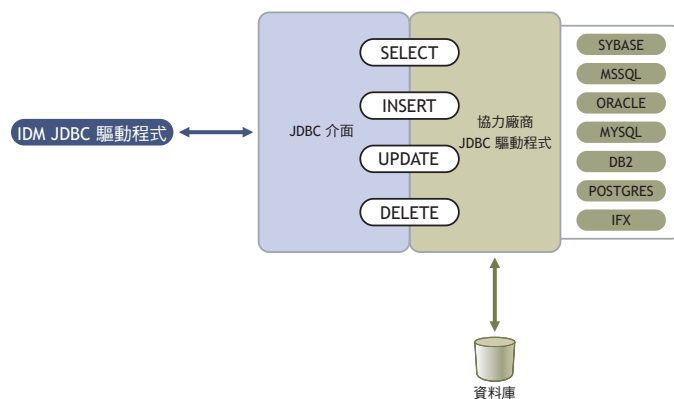 IDM JDBC 驅動程式
JDBC 介面
SELECT
INSERT
UPDATE
DELETE
協力廠商
JDBC 驅動程式
SYBASE
MSSQL
ORACLE
MYSQL
DB2
POSTGRES
IFX
資料庫